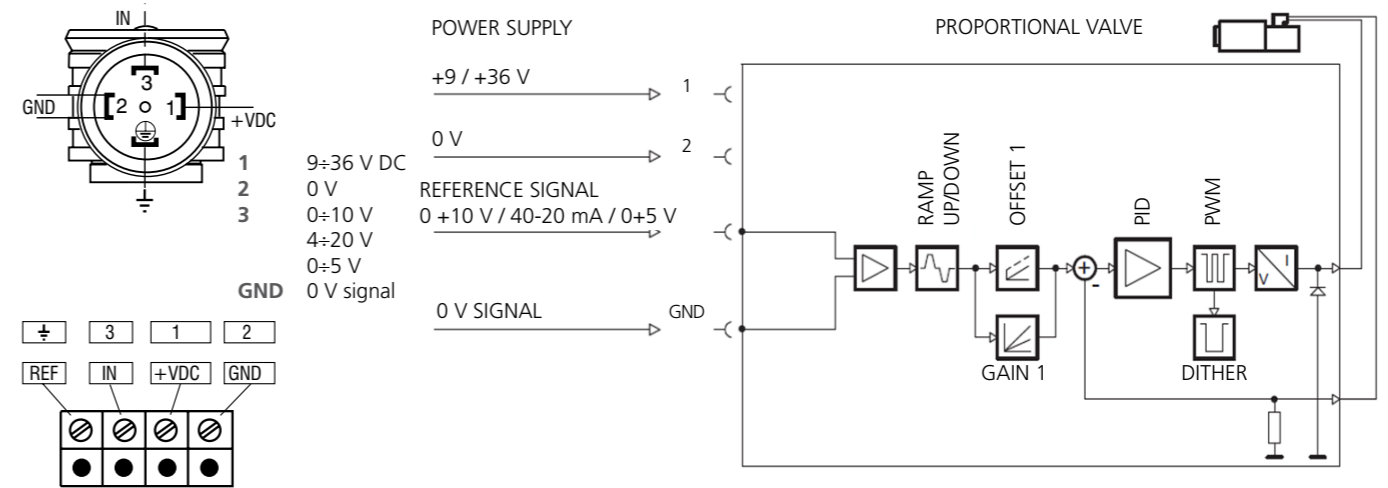 IN
3
GND
2
1
+VDC
1 9÷36 V DC
2 0 V
3 0÷10 V
4÷20 V
0÷5 V
GND 0 V signal
3 1 2
REF IN +VDC GND
POWER SUPPLY
+9 / +36 V 1
0 V 2
REFERENCE SIGNAL
0 +10 V / 40-20 mA / 0+5 V
0 V SIGNAL GND
PROPORTIONAL VALVE
RAMP
UP/DOWN
OFFSET 1
GAIN 1
+
-
PID
PWM
DITHER
I
V